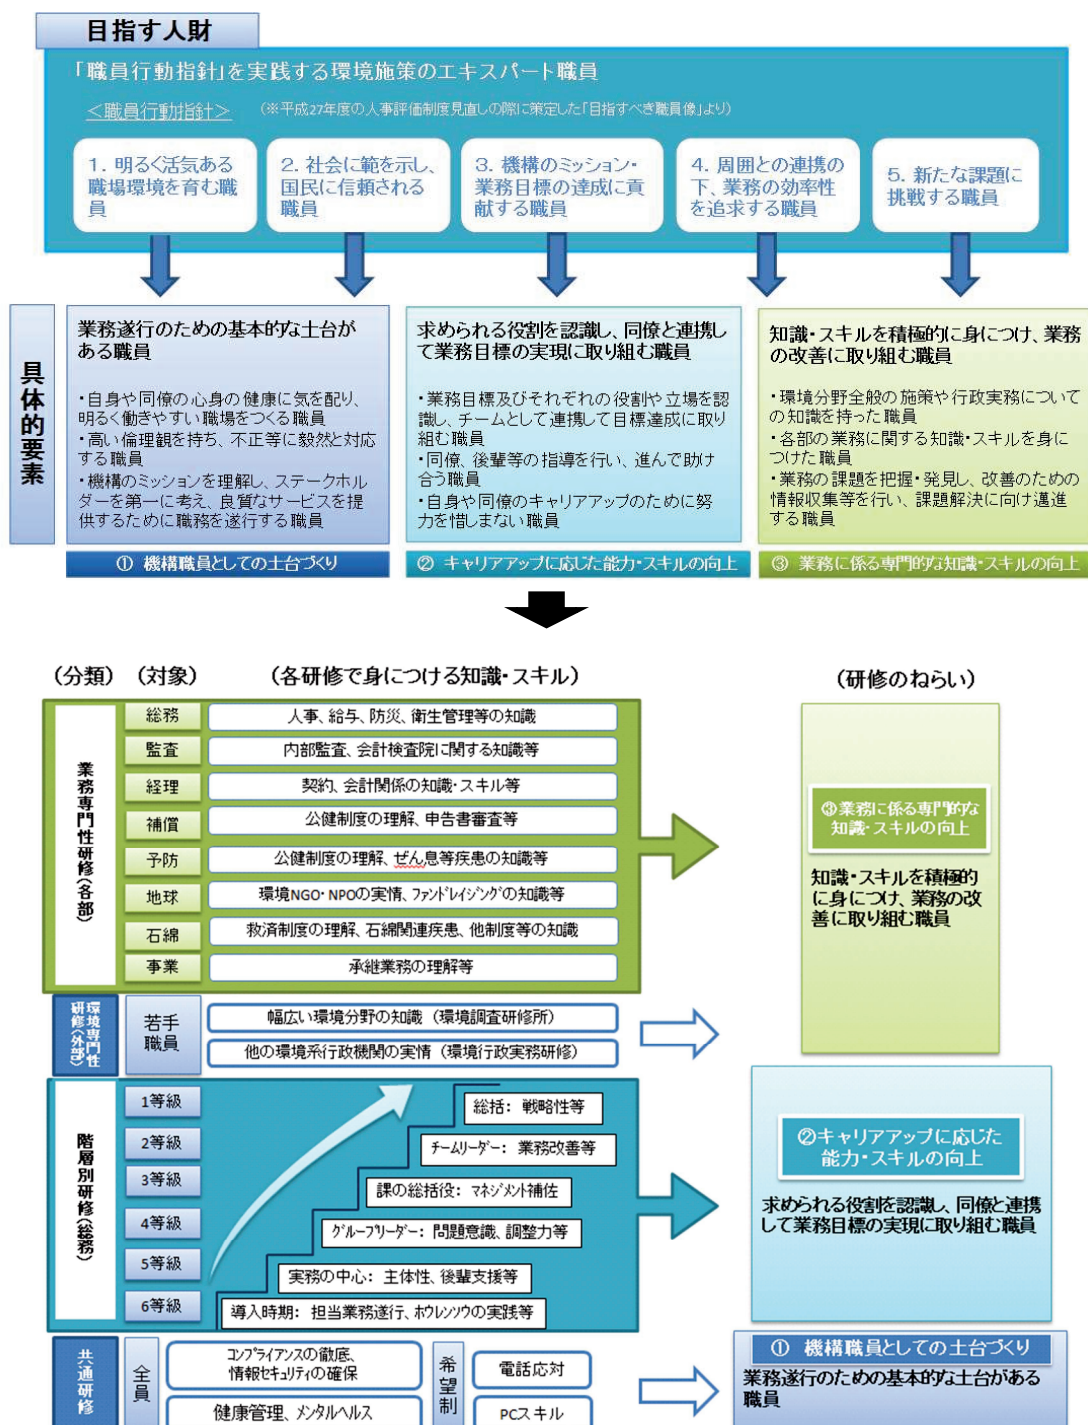 目指す人財
「職員行動指針」を実践する環境施策のエキスパート職員
＜職員行動指針＞　（※平成27年度の人事評価制度見直しの際に策定した「目指すべき職員像」より）
1. 明るく活気ある
職場環境を育む職
員
2. 社会に範を示し、
国民に信頼される
職員
3. 機構のミッション・
業務目標の達成に貢
献する職員
4. 周囲との連携の
下、業務の効率性
を追求する職員
5. 新たな課題に
挑戦する職員
具体的要素
業務遂行のための基本的な土台が
ある職員
・自身や同僚の心身の健康に気を配り、
明るく働きやすい職場をつくる職員
・高い倫理観を持ち、不正等に毅然と対応
する職員
・機構のミッションを理解し、ステークホル
ダーを第一に考え、良質なサービスを提
供するために職務を遂行する職員
① 機構職員としての土台づくり
求められる役割を認識し、同僚と連携し
て業務目標の実現に取り組む職員
・業務目標及びそれぞれの役割や立場を認
識し、チームとして連携して目標達成に取り
組む職員
・同僚、後輩等の指導を行い、進んで助け
合う職員
・自身や同僚のキャリアアップのために努
力を惜しまない職員
② キャリアアップに応じた能力・スキルの向上
知識・スキルを積極的に身につけ、業務
の改善に取り組む職員
・環境分野全般の施策や行政実務について
の知識を持った職員
・各部の業務に関する知識・スキルを身に
つけた職員
・業務の課題を把握・発見し、改善のための
情報収集等を行い、課題解決に向け邁進
する職員
③ 業務に係る専門的な知識・スキルの向上
（分類）　（対象）　（各研修で身につける知識・スキル）　（研修のねらい）
業務専門性研修（各部）
総務　人事、給与、防災、衛生管理等の知識
監査　内部監査、会計検査院に関する知識等
経理　契約、会計関係の知識・スキル等
補償　公健制度の理解、申告書審査等
予防　公健制度の理解、ぜん息等疾患の知識等
地球　環境NGO・NPOの実情、ファンドレイジングの知識等
石綿　救済制度の理解、石綿関連疾患、他制度等の知識
事業　承継業務の理解等
③業務に係る専門的な
知識・スキルの向上
知識・スキルを積極的
に身につけ、業務の改
善に取り組む職員
環境専門性
研修（外部）
若手
職員
幅広い環境分野の知識（環境調査研修所）
他の環境系行政機関の実情（環境行政実務研修）
階層別研修（総務）
1等級
2等級
3等級
4等級
5等級
6等級
総括： 戦略性等
チームリーダー： 業務改善等
課の総括役： マネジメント補佐
グループリーダー： 問題意識、調整力等
実務の中心： 主体性、後輩支援等
導入時期： 担当業務遂行、ホウレンソウの実践等
②キャリアアップに応じた
能力・スキルの向上
求められる役割を認識し、同僚と連携
して業務目標の実現に取り組む職員
共通研修
全員
コンプライアンスの徹底、
情報セキュリティの確保
健康管理、メンタルヘルス
希望制
電話応対
PCスキル
① 機構職員としての土台づくり
業務遂行のための基本的な土台がある
職員